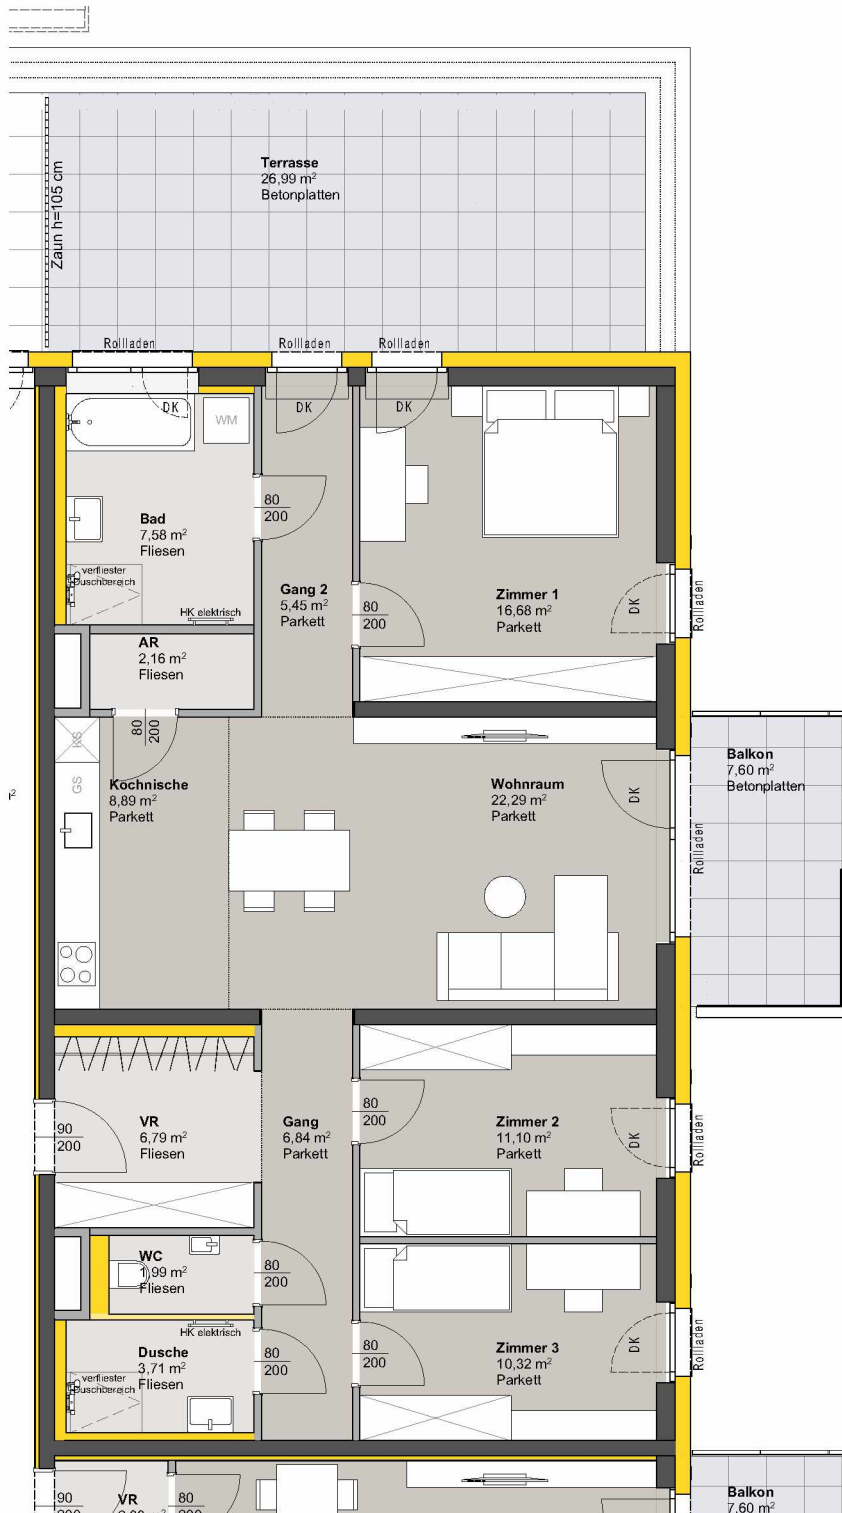 Terrasse
26,99 m²
Betonplatten
Zaun h=105 cm
Rollladen
Rollladen
Rollladen
DK
DK
DK
WM
80
200
Bad
7,58 m²
Fliesen
verfliester
Duschbereich
HK elektrisch
Gang 2
5,45 m²
Parkett
80
200
Zimmer 1
16,68 m²
Parkett
DK
Rollladen
AR
2,16 m²
Fliesen
80
200
KS
GS
Kochnische
8,89 m²
Parkett
Wohnraum
22,29 m²
Parkett
DK
Rollladen
Balkon
7,60 m²
Betonplatten
VR
6,79 m²
Fliesen
90
200
Gang
6,84 m²
Parkett
80
200
Zimmer 2
11,10 m²
Parkett
DK
Rollladen
WC
1,99 m²
Fliesen
80
200
HK elektrisch
Dusche
3,71 m²
Fliesen
verfliester
Duschbereich
80
200
80
200
Zimmer 3
10,32 m²
Parkett
DK
Rollladen
90
VR
80
Balkon
7,60 m²